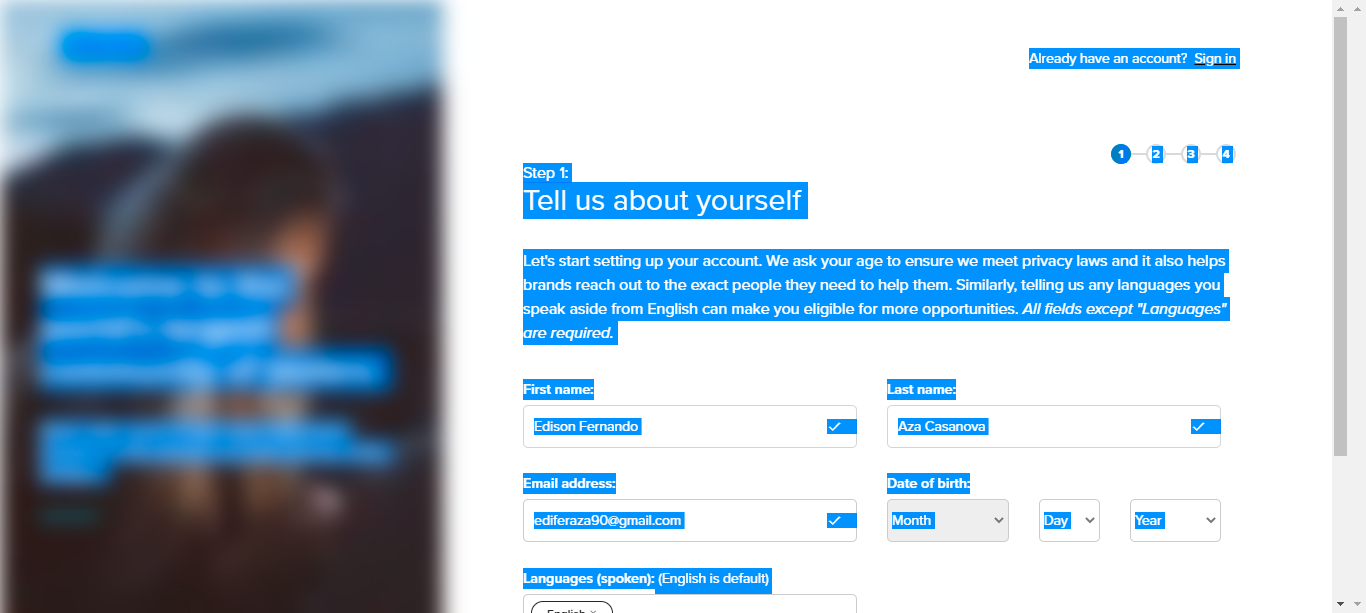 Already have an account? Sign in
1 2 3 4
Step 1:
Tell us about yourself
Let's start setting up your account. We ask your age to ensure we meet privacy laws and it also helps
brands reach out to the exact people they need to help them. Similarly, telling us any languages you
speak aside from English can make you eligible for more opportunities. All fields except "Languages"
are required.
First name: Last name:
Edison Fernando Aza Casanova
Email address: Date of birth:
ediferaza90@gmail.com Month Day Year
Languages (spoken): (English is default)
English ×